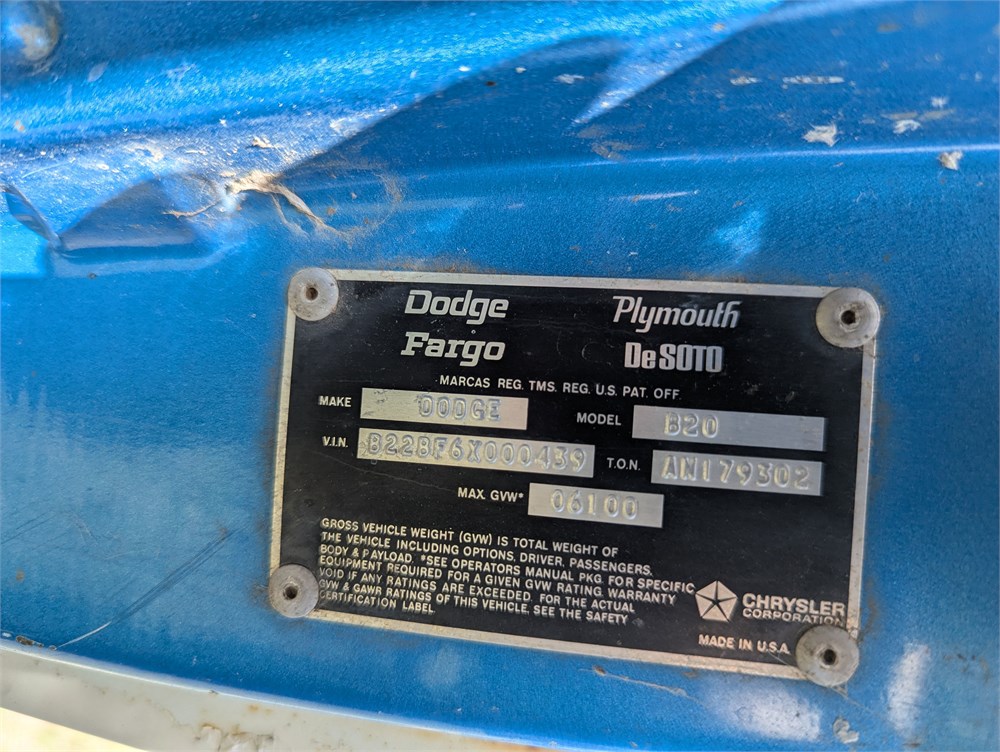 Dodge Plymouth
Fargo De SOTO
MARCAS REG. TMS. REG. U.S. PAT. OFF.
MAKE DODGE MODEL B20
V.I.N. B22BF6X000439 T.O.N. AN179302
MAX. GVW* 06100
GROSS VEHICLE WEIGHT (GVW) IS TOTAL WEIGHT OF
THE VEHICLE INCLUDING OPTIONS, DRIVER, PASSENGERS,
BODY & PAYLOAD. *SEE OPERATORS MANUAL PKG. FOR SPECIFIC
EQUIPMENT REQUIRED FOR A GIVEN GVW RATING. WARRANTY
VOID IF ANY RATINGS ARE EXCEEDED. FOR THE ACTUAL
GVW & GAWR RATINGS OF THIS VEHICLE, SEE THE SAFETY
CERTIFICATION LABEL.
CHRYSLER
CORPORATION
MADE IN U.S.A.